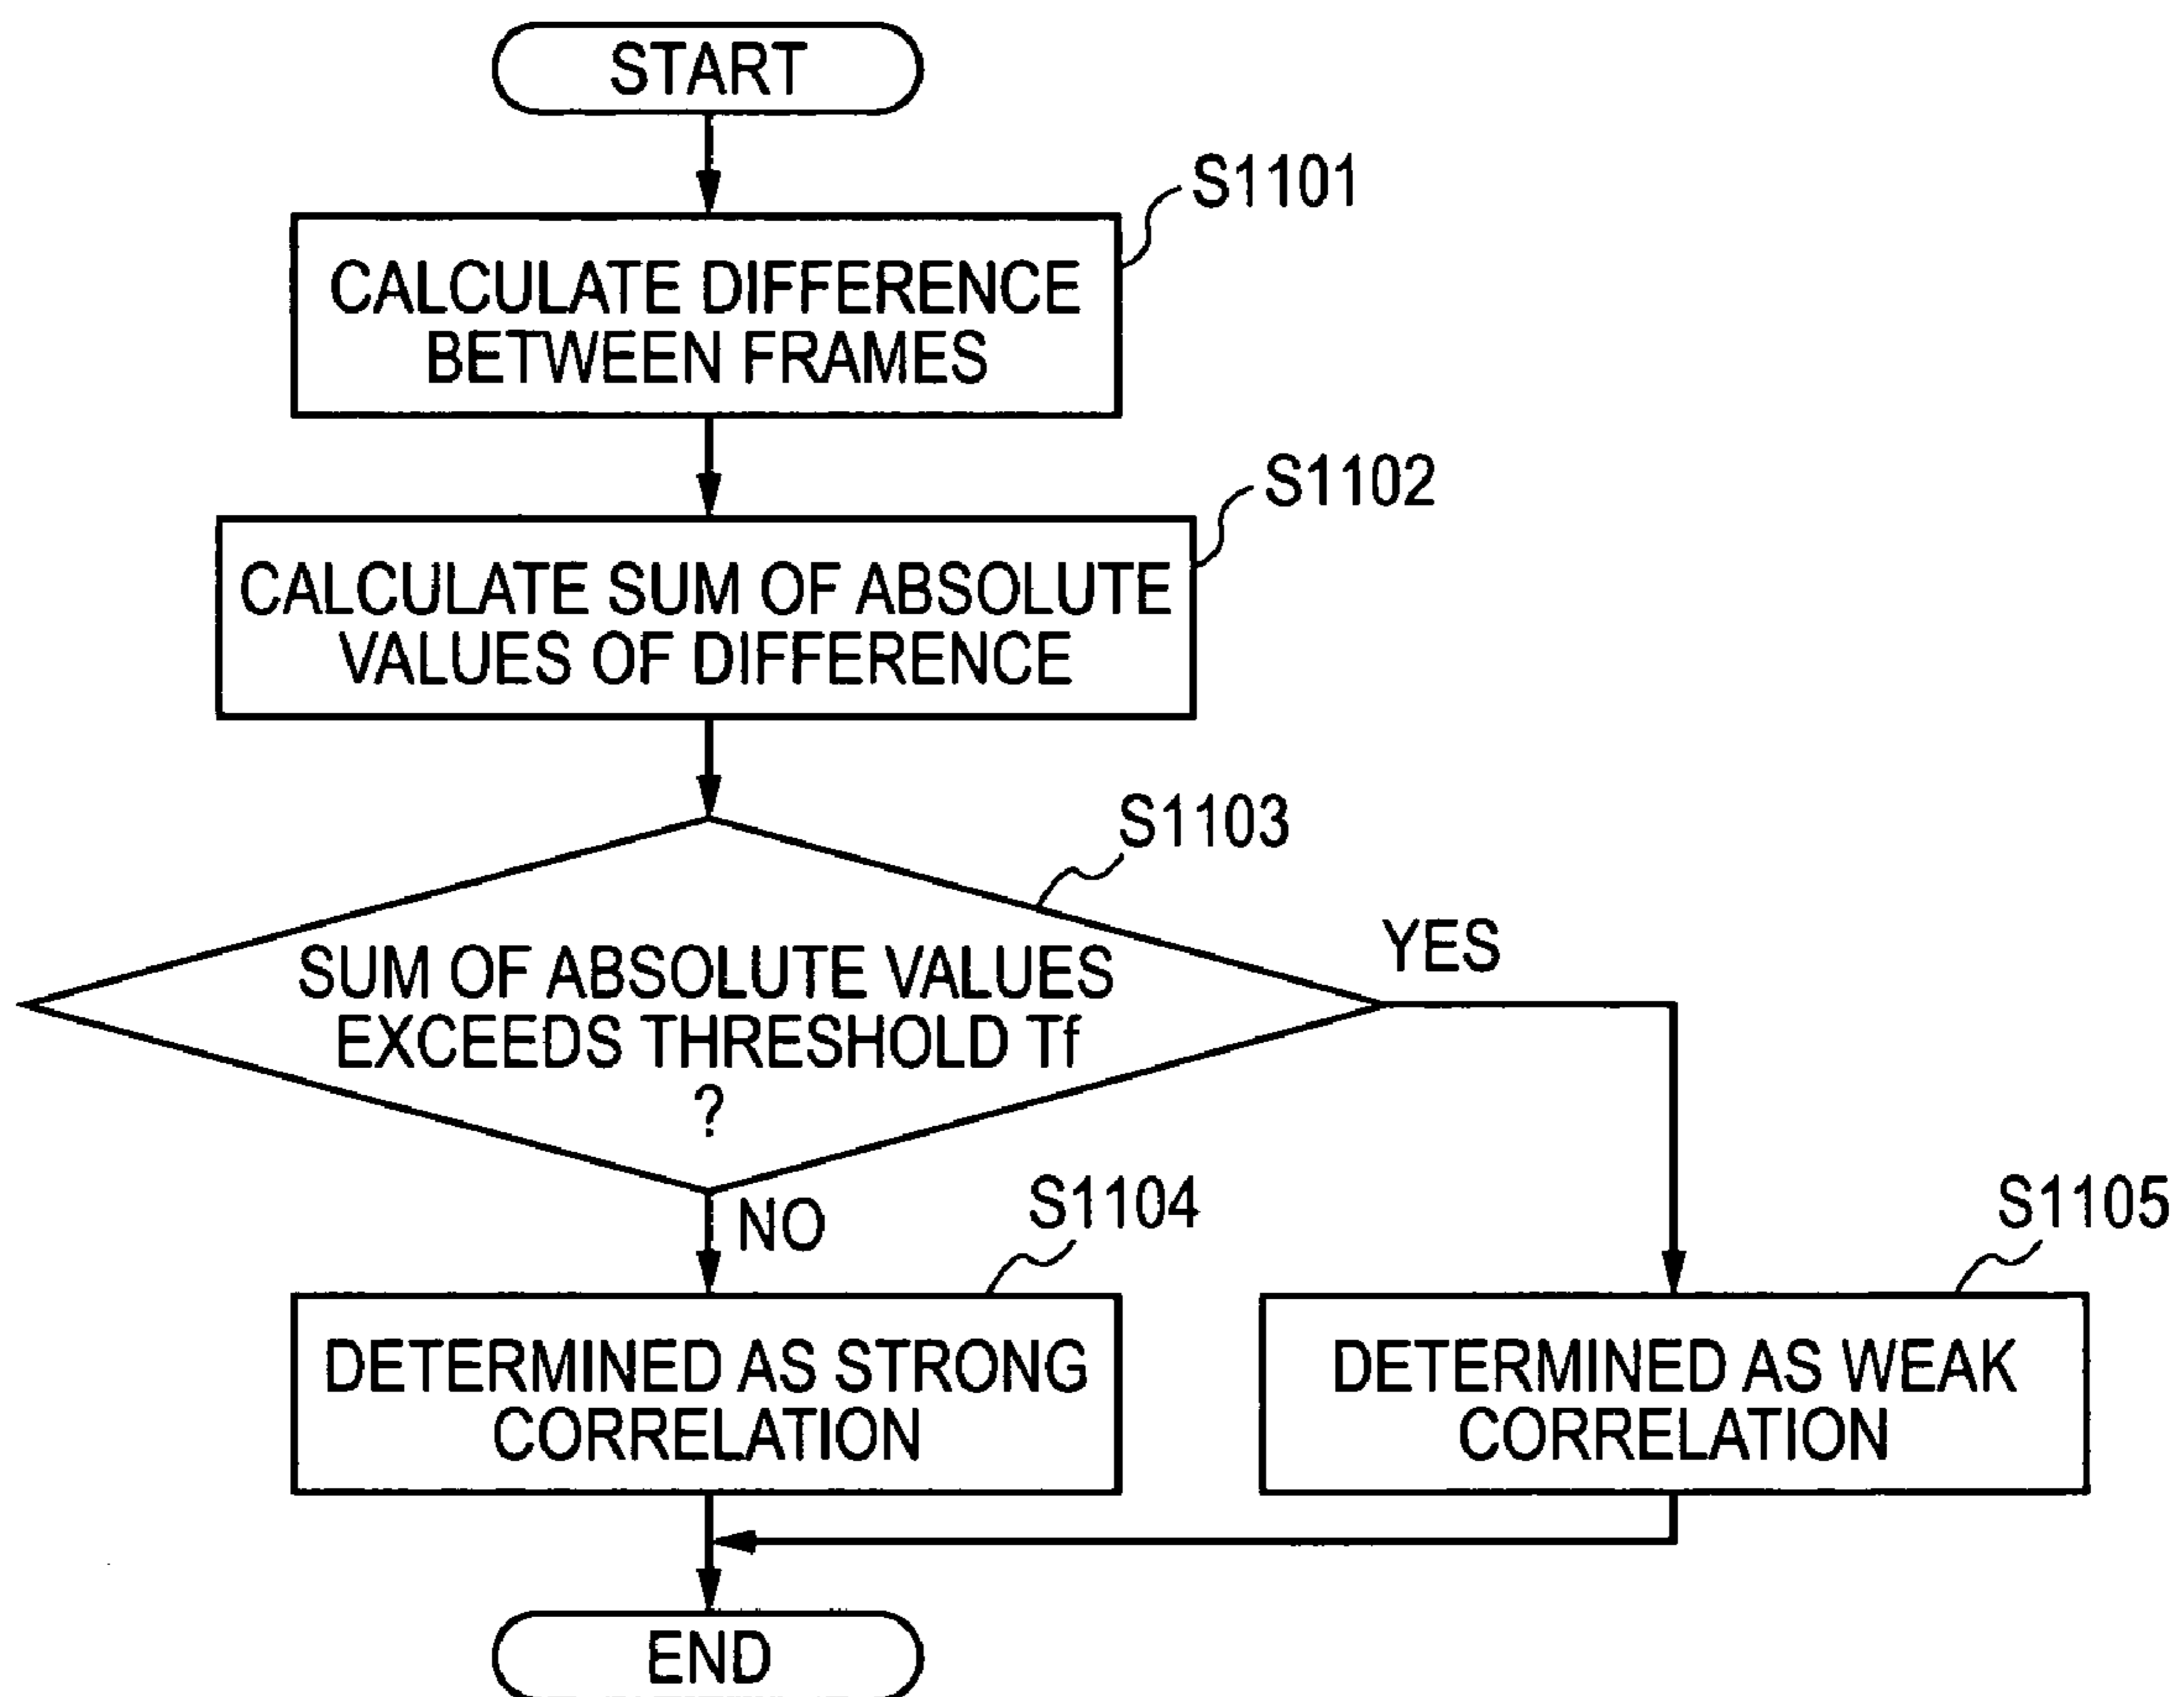 START
S1101
CALCULATE DIFFERENCE
BETWEEN FRAMES
S1102
CALCULATE SUM OF ABSOLUTE
VALUES OF DIFFERENCE
S1103
SUM OF ABSOLUTE VALUES
EXCEEDS THRESHOLD Tf
?
YES
NO
S1104
DETERMINED AS STRONG
CORRELATION
S1105
DETERMINED AS WEAK
CORRELATION
END